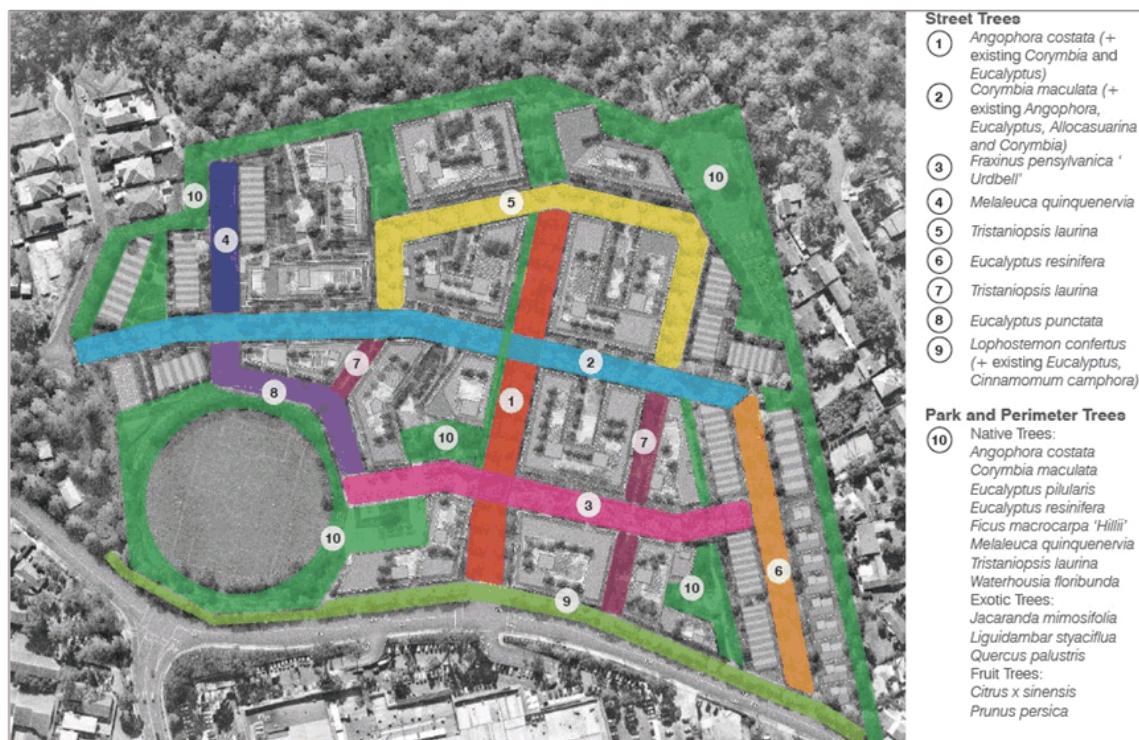 Street Trees
1 Angophora costata (+
existing Corymbia and
Eucalyptus)
2 Corymbia maculata (+
existing Angophora,
Eucalyptus, Allocasuarina
and Corymbia)
3 Fraxinus pensylvanica '
Urdbell'
4 Melaleuca quinquenervia
5 Tristaniopsis laurina
6 Eucalyptus resinifera
7 Tristaniopsis laurina
8 Eucalyptus punctata
9 Lophostemon confertus
(+ existing Eucalyptus,
Cinnamomum camphora)
Park and Perimeter Trees
10 Native Trees:
Angophora costata
Corymbia maculata
Eucalyptus pilularis
Eucalyptus resinifera
Ficus macrocarpa 'Hillii'
Melaleuca quinquenervia
Tristaniopsis laurina
Waterhousia floribunda
Exotic Trees:
Jacaranda mimosifolia
Liguidambar styaciflua
Quercus palustris
Fruit Trees:
Citrus x sinensis
Prunus persica
10
10
5
4
2
7
8
1
10
7
3
10
6
10
9